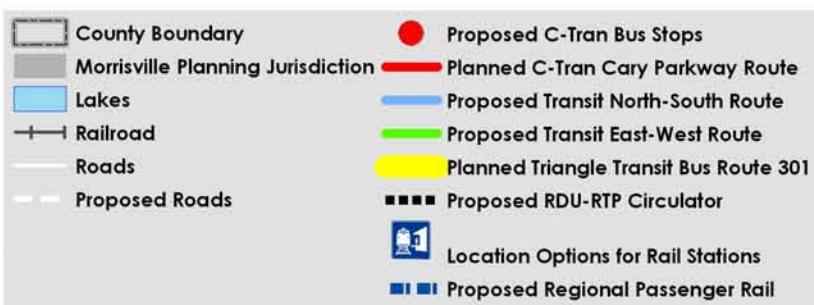 County Boundary
Morrisville Planning Jurisdiction
Lakes
Railroad
Roads
Proposed Roads
Proposed C-Tran Bus Stops
Planned C-Tran Cary Parkway Route
Proposed Transit North-South Route
Proposed Transit East-West Route
Planned Triangle Transit Bus Route 301
Proposed RDU-RTP Circulator
Location Options for Rail Stations
Proposed Regional Passenger Rail